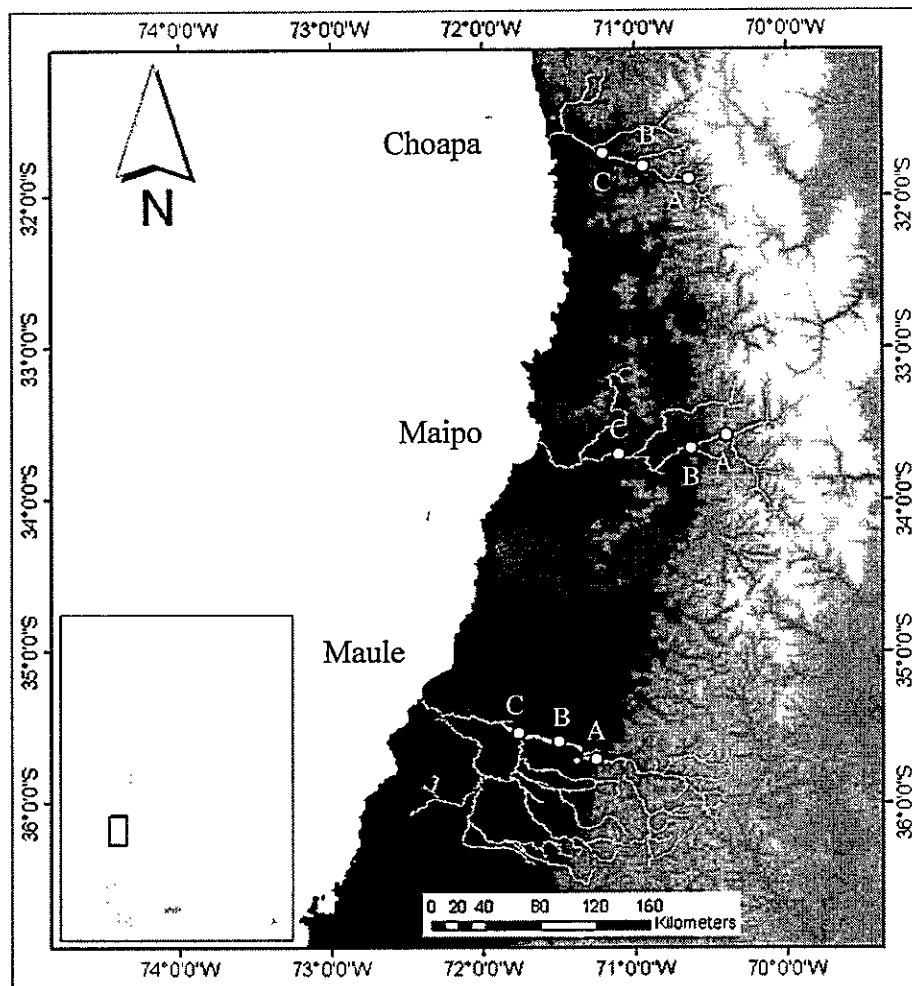 74°0'0"W 73°0'0"W 72°0'0"W 71°0'0"W 70°0'0"W
N
Choapa
B
C
A
32°0'0"S 32°0'0"S
33°0'0"S 33°0'0"S
Maipo
C
B
A
34°0'0"S 34°0'0"S
Maule
35°0'0"S 35°0'0"S
C
B
A
36°0'0"S 36°0'0"S
0 20 40 80 120 160
Kilometers
74°0'0"W 73°0'0"W 72°0'0"W 71°0'0"W 70°0'0"W